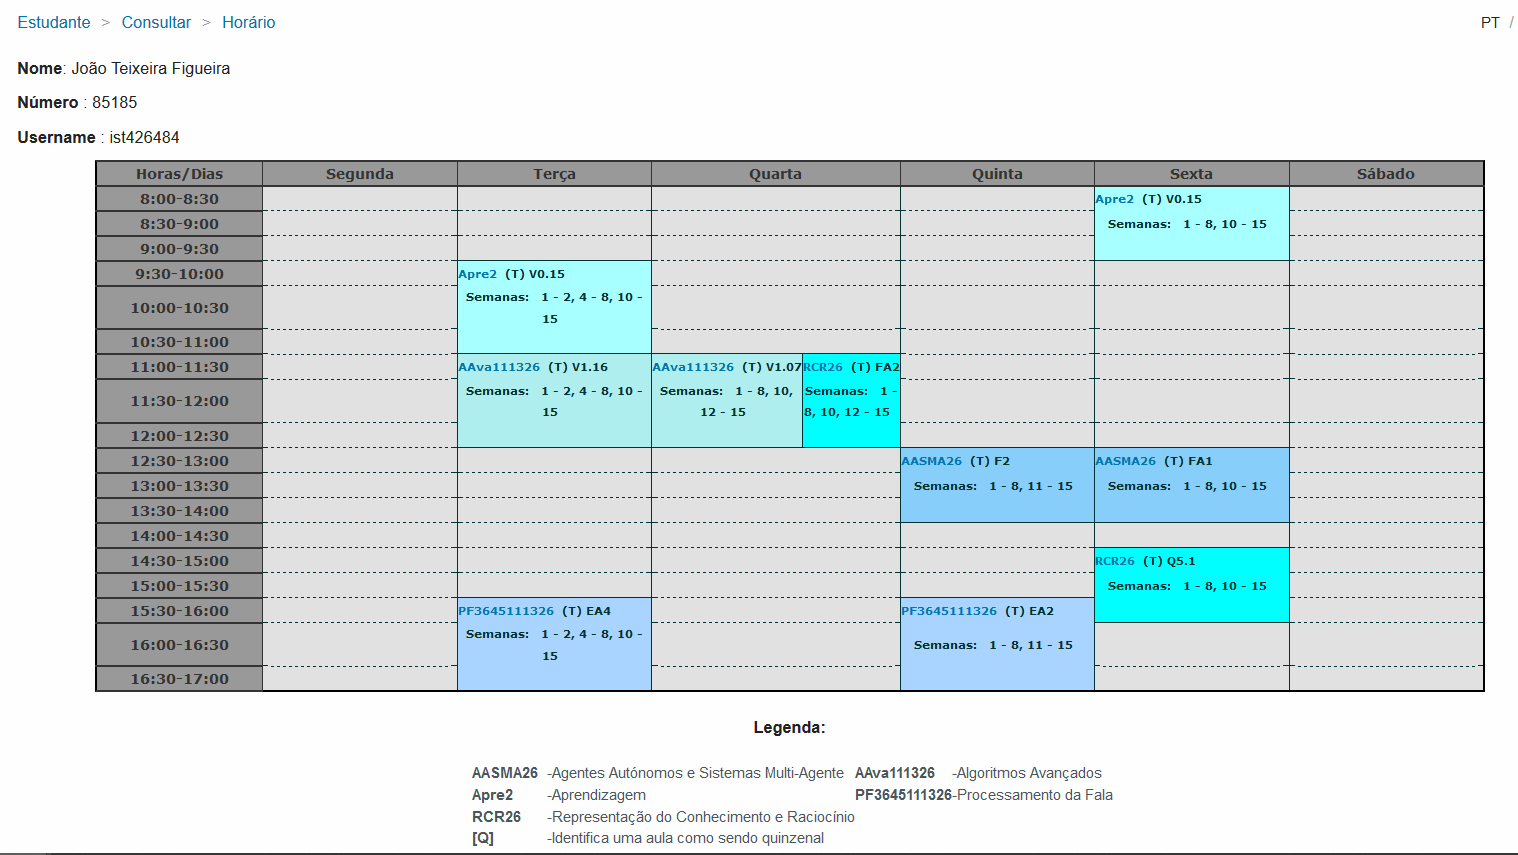 Estudante > Consultar > Horário
PT /
Nome: João Teixeira Figueira
Número : 85185
Username : ist426484
Horas/Dias Segunda Terça Quarta Quinta Sexta Sábado
8:00-8:30 Apre2 (T) V0.15
8:30-9:00 Semanas: 1 - 8, 10 - 15
9:00-9:30
9:30-10:00 Apre2 (T) V0.15
10:00-10:30 Semanas: 1 - 2, 4 - 8, 10 -
15
10:30-11:00
11:00-11:30 AAva111326 (T) V1.16 AAva111326 (T) V1.07 RCR26 (T) FA2
11:30-12:00 Semanas: 1 - 2, 4 - 8, 10 - Semanas: 1 - 8, 10, Semanas: 1 -
15 12 - 15 8, 10, 12 - 15
12:00-12:30
12:30-13:00 AASMA26 (T) F2 AASMA26 (T) FA1
13:00-13:30 Semanas: 1 - 8, 11 - 15 Semanas: 1 - 8, 10 - 15
13:30-14:00
14:00-14:30
14:30-15:00 RCR26 (T) Q5.1
15:00-15:30 Semanas: 1 - 8, 10 - 15
15:30-16:00 PF3645111326 (T) EA4 PF3645111326 (T) EA2
16:00-16:30 Semanas: 1 - 2, 4 - 8, 10 - Semanas: 1 - 8, 11 - 15
15
16:30-17:00
Legenda:
AASMA26 -Agentes Autónomos e Sistemas Multi-Agente AAva111326 -Algoritmos Avançados
Apre2 -Aprendizagem PF3645111326-Processamento da Fala
RCR26 -Representação do Conhecimento e Raciocínio
[Q] -Identifica uma aula como sendo quinzenal